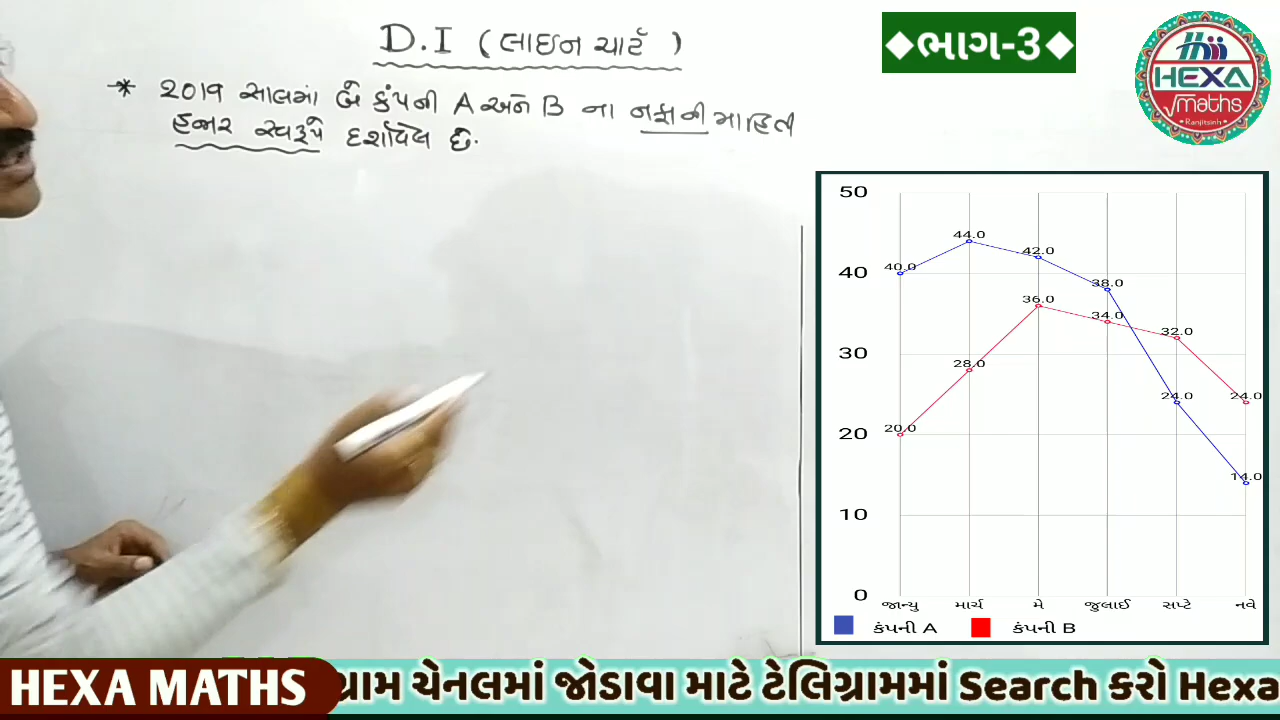 D.I (લાઇન ચાર્ટ)
◆ભાગ-3◆
HEXA
Maths
Ranjitsinh
* 2019 સાલમાં બે કંપની A અને B ના નફાની માહિતી
હજાર સ્વરૂપે દર્શાવેલ છે.
50
40
30
20
10
0
40.0 44.0 42.0 38.0 24.0 14.0
20.0 28.0 36.0 34.0 32.0 24.0
જાન્યુ માર્ચ મે જુલાઈ સપ્ટે નવે
કંપની A કંપની B
HEXA MATHS ગ્રામ ચેનલમાં જોડાવા માટે ટેલિગ્રામમાં Search કરો Hexa